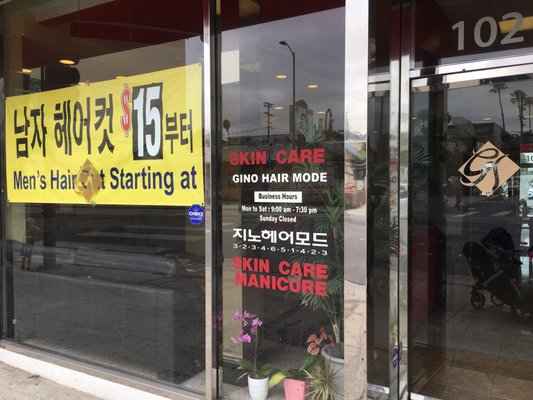 남자 헤어컷 $15부터
Men's Hair Starting at
CHOICE
SKIN CARE
GINO HAIR MODE
Business Hours
Mon to Sat : 9:00 am - 7:30 pm
Sunday Closed
지노헤어모드
3·2·3·4·6·5·1·4·2·3
SKIN CARE
MANICURE
102